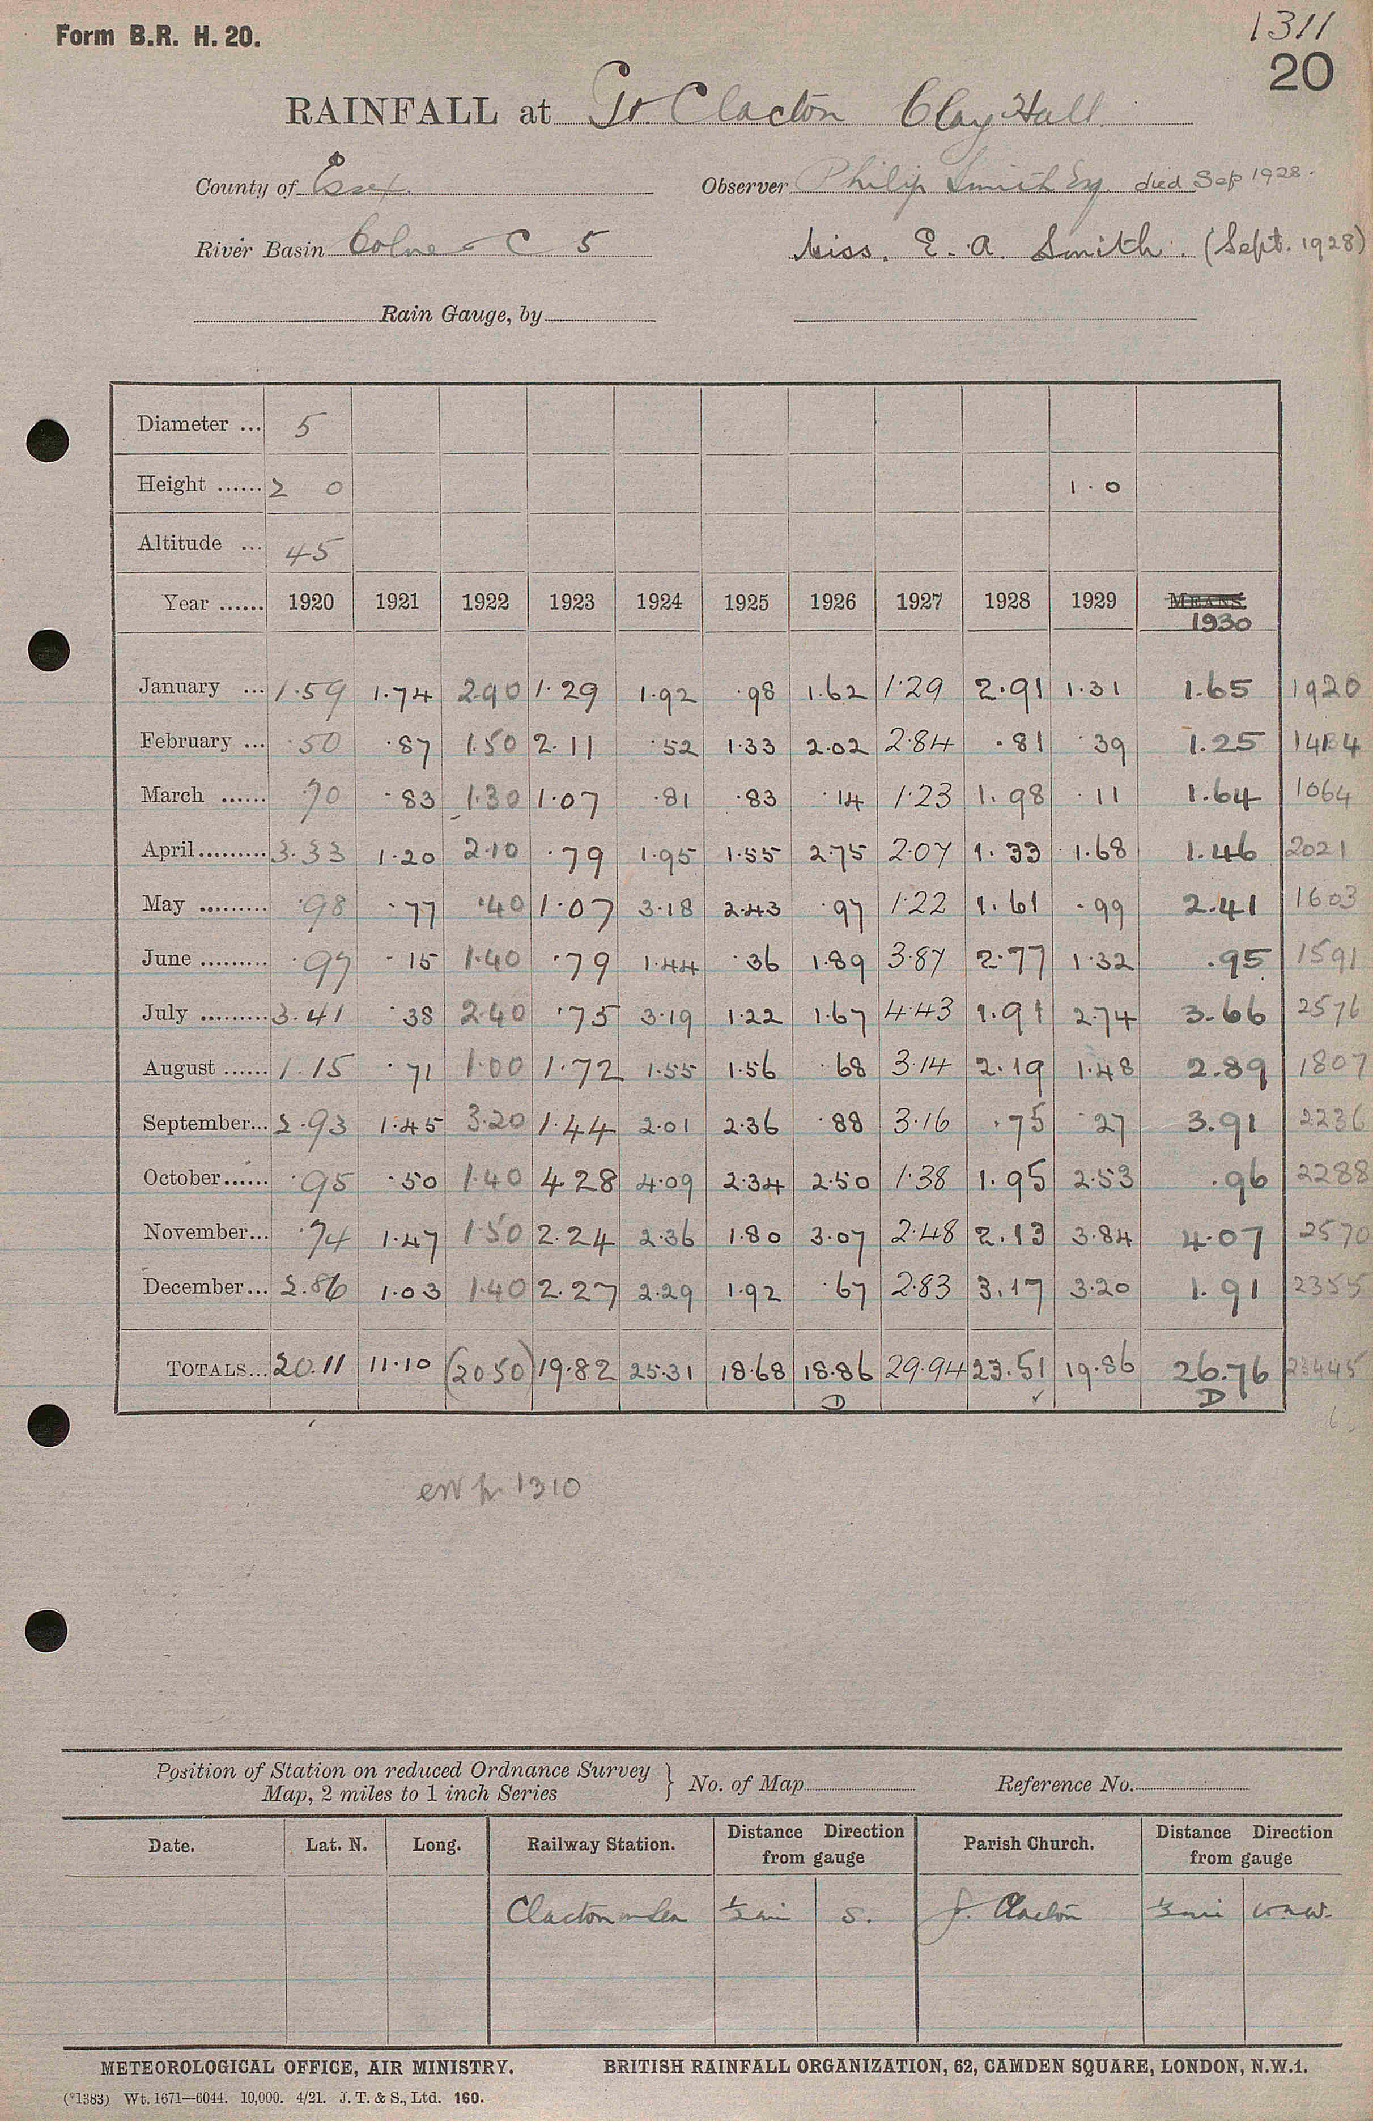 Form B.R. H. 20.
1311
20
RAINFALL at Gt. Clacton Clay Hall
County of Essex Observer Philip Smith Esq. died Sep 1928.
River Basin Colne - C 5 Miss. E. A. Smith. (Sept. 1928)
Rain Gauge, by
Diameter ... 5
Height ...... 2 0 1·0
Altitude ... 45
Year ...... 1920 1921 1922 1923 1924 1925 1926 1927 1928 1929 MEANS
1930
January ... 1·59 1·74 2·90 1·29 1·92 ·98 1·62 1·29 2·91 1·31 1.65 1920
February ... ·50 ·87 1·50 2·11 ·52 1·33 2·02 2·84 ·81 ·39 1.25
March ...... ·70 ·83 1·30 1·07 ·81 ·83 ·14 1·23 1.98 ·11 1.64 1064
April ......... 3·33 1·20 2·10 ·79 1·95 1·55 2·75 2·07 1.33 1·68 1.46 2021
May ......... ·98 ·77 ·40 1·07 3·18 2·43 ·97 1·22 1.61 ·99 2.41 1603
June ......... ·97 ·15 1·40 ·79 1·44 ·36 1·89 3·87 2·77 1·32 .95 1591
July ......... 3·41 ·38 2·40 ·75 3·19 1·22 1·67 4·43 1.91 2·74 3.66 2576
August ...... 1·15 ·71 1·00 1·72 1·55 1·56 ·68 3·14 2.19 1·48 2.89 1807
September... 2·93 1·45 3·20 1·44 2·01 2·36 ·88 3·16 ·75 ·27 3.91 2236
October...... ·95 ·50 1·40 4 28 4·09 2·34 2·50 1·38 1.95 2·53 .96 2288
November... ·74 1·47 1·50 2.24 2·36 1·80 3·07 2·48 2.13 3·84 4.07 2570
December... 2.86 1·03 1·40 2.27 2·29 1·92 ·67 2·83 3.17 3·20 1.91 2355
TOTALS... 20.11 11·10 (20 50) 19·82 25·31 18·68 18·86 29·94 23.51 19·86 26.76 23445
D ✓ D
1310
Position of Station on reduced Ordnance Survey
Map, 2 miles to 1 inch Series } No. of Map Reference No.
Date. Lat. N. Long. Railway Station. Distance Direction from gauge Parish Church. Distance Direction from gauge
Clacton on Sea ½ mi S. Clacton ⅓ mi W.N.W.
METEOROLOGICAL OFFICE, AIR MINISTRY. BRITISH RAINFALL ORGANIZATION, 62, CAMDEN SQUARE, LONDON, N.W.1.
(*1383) Wt. 1671—6044. 10,000. 4/21. J. T. & S., Ltd. 160.